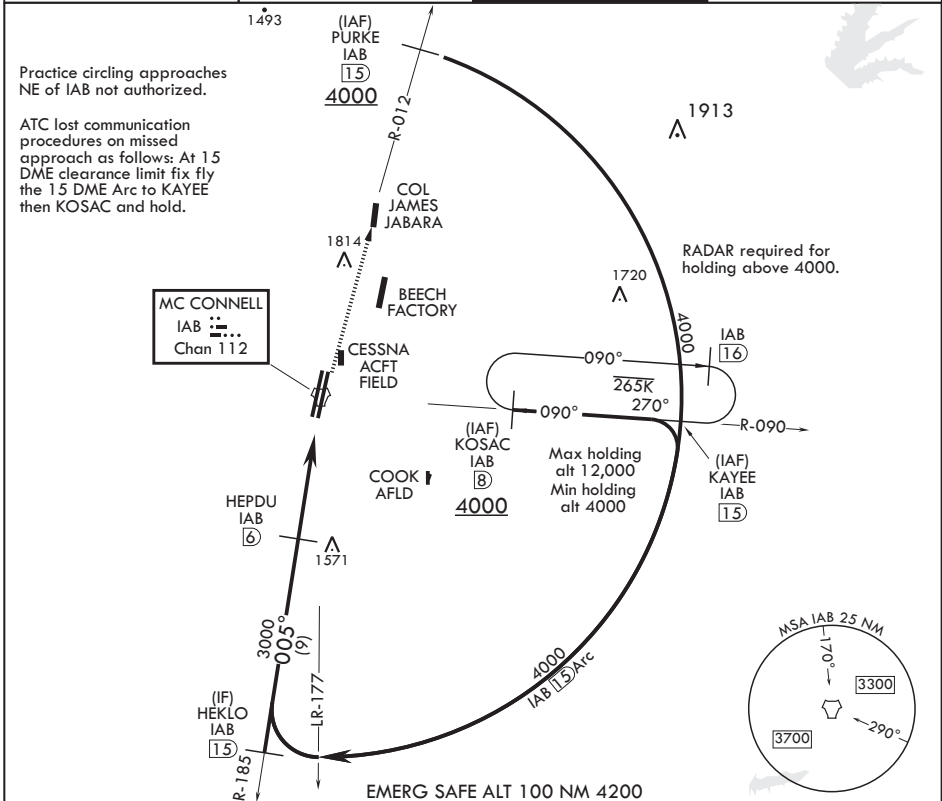 1493
(IAF)
PURKE
IAB
15
4000
Practice circling approaches
NE of IAB not authorized.
ATC lost communication
procedures on missed
approach as follows: At 15
DME clearance limit fix fly
the 15 DME Arc to KAYEE
then KOSAC and hold.
R-012
1913
COL
JAMES
JABARA
1814
RADAR required for
holding above 4000.
1720
BEECH
FACTORY
MC CONNELL
IAB
Chan 112
4000
IAB
16
CESSNA
ACFT
FIELD
090°
265K
270°
090°
R-090
(IAF)
KOSAC
IAB
8
4000
Max holding
alt 12,000
Min holding
alt 4000
(IAF)
KAYEE
IAB
15
COOK
AFLD
HEPDU
IAB
6
1571
3000
005°
(9)
LR-177
4000
IAB 15 Arc
MSA IAB 25 NM
170°
3300
290°
3700
(IF)
HEKLO
IAB
15
R-185
EMERG SAFE ALT 100 NM 4200